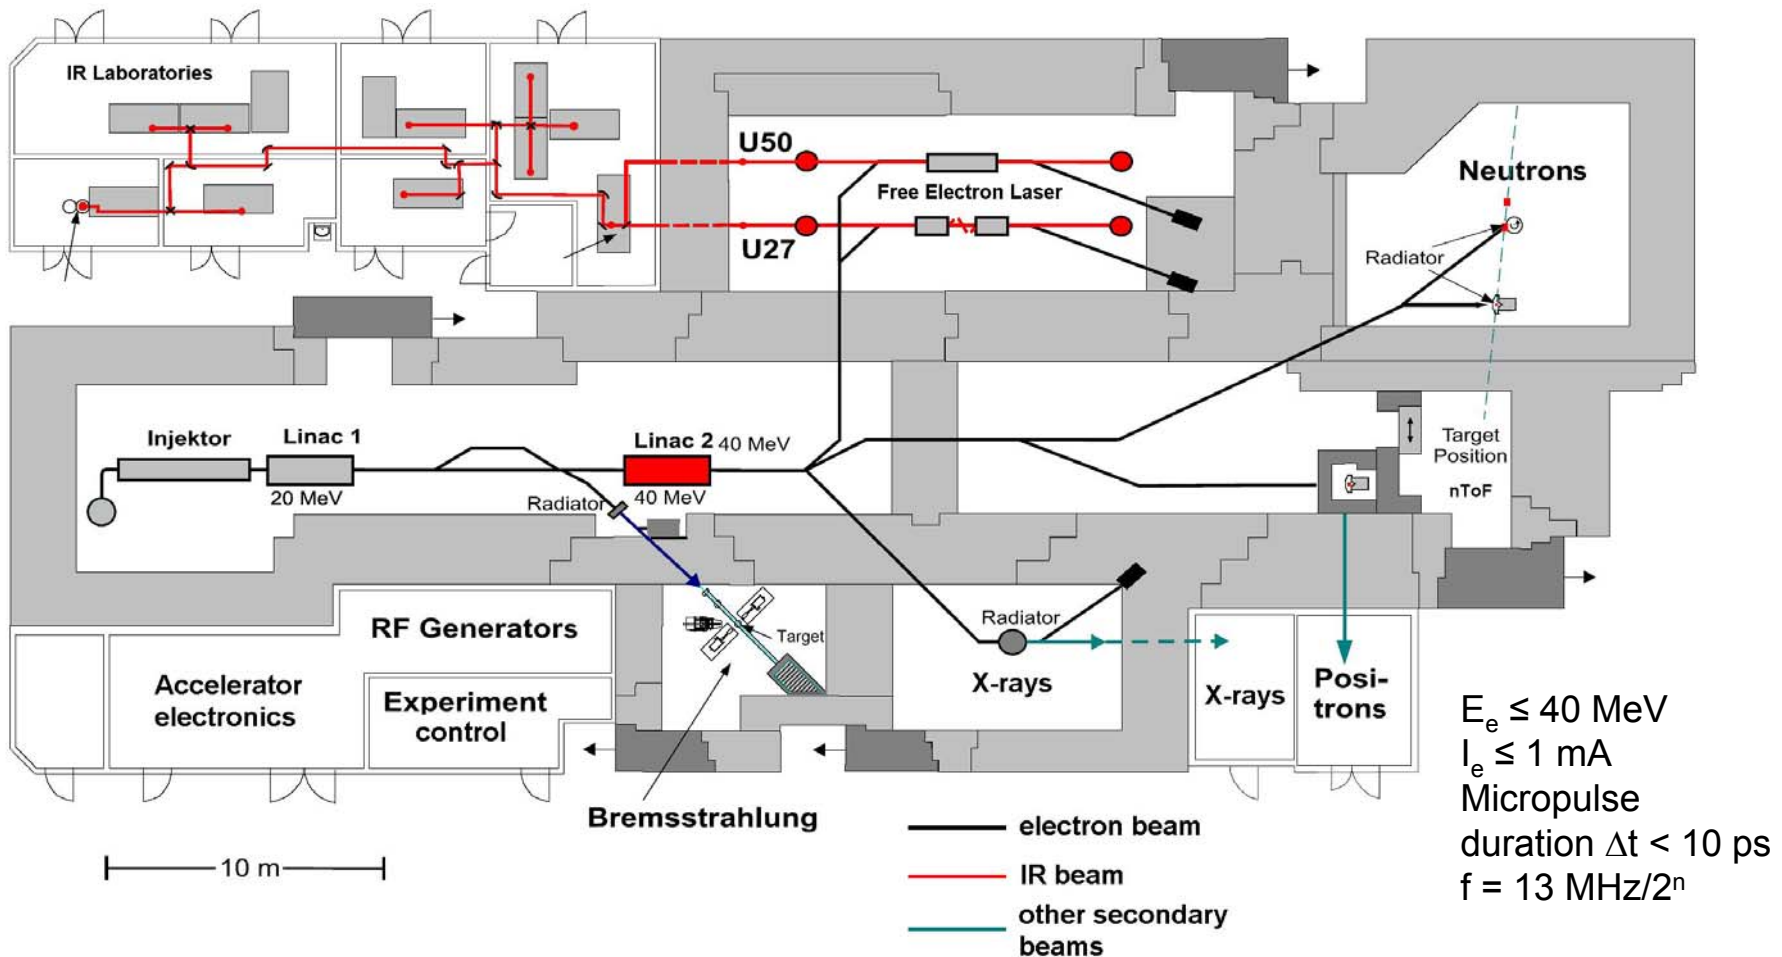 IR Laboratories
U50
Free Electron Laser
U27
Neutrons
Radiator
Injektor
Linac 1
20 MeV
Linac 2
40 MeV
40 MeV
Radiator
Target
Position
nToF
RF Generators
Accelerator
electronics
Experiment
control
Target
Radiator
X-rays
X-rays
Posi-
trons
Bremsstrahlung
10 m
electron beam
IR beam
other secondary
beams
E_e ≤ 40 MeV
I_e ≤ 1 mA
Micropulse
duration Δt < 10 ps
f = 13 MHz/2ⁿ